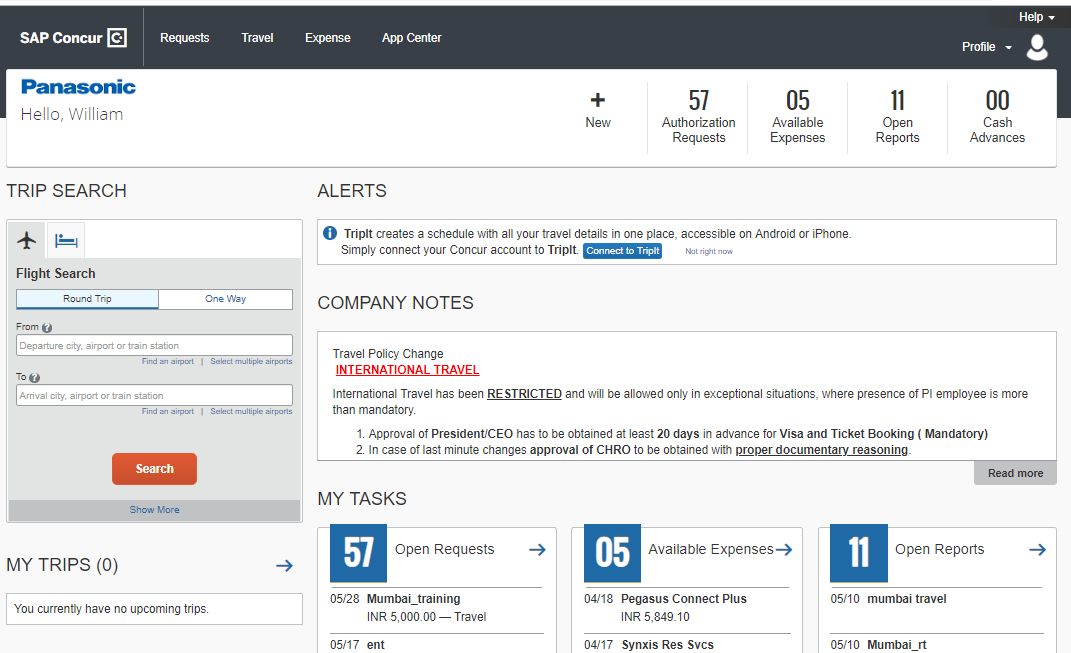 SAP Concur C
Requests
Travel
Expense
App Center
Help
Profile
Panasonic
Hello, William
+
New
57
Authorization
Requests
05
Available
Expenses
11
Open
Reports
00
Cash
Advances
TRIP SEARCH
Flight Search
Round Trip
One Way
From ?
Departure city, airport or train station
Find an airport | Select multiple airports
To ?
Arrival city, airport or train station
Find an airport | Select multiple airports
Search
Show More
MY TRIPS (0)
You currently have no upcoming trips.
ALERTS
TripIt creates a schedule with all your travel details in one place, accessible on Android or iPhone.
Simply connect your Concur account to TripIt. Connect to TripIt Not right now
COMPANY NOTES
Travel Policy Change
INTERNATIONAL TRAVEL
International Travel has been RESTRICTED and will be allowed only in exceptional situations, where presence of PI employee is more
than mandatory.
1. Approval of President/CEO has to be obtained at least 20 days in advance for Visa and Ticket Booking ( Mandatory)
2. In case of last minute changes approval of CHRO to be obtained with proper documentary reasoning.
Read more
MY TASKS
57 Open Requests
05/28 Mumbai_training
INR 5,000.00 — Travel
05/17 ent
05 Available Expenses
04/18 Pegasus Connect Plus
INR 5,849.10
04/17 Synxis Res Svcs
11 Open Reports
05/10 mumbai travel
05/10 Mumbai_rt